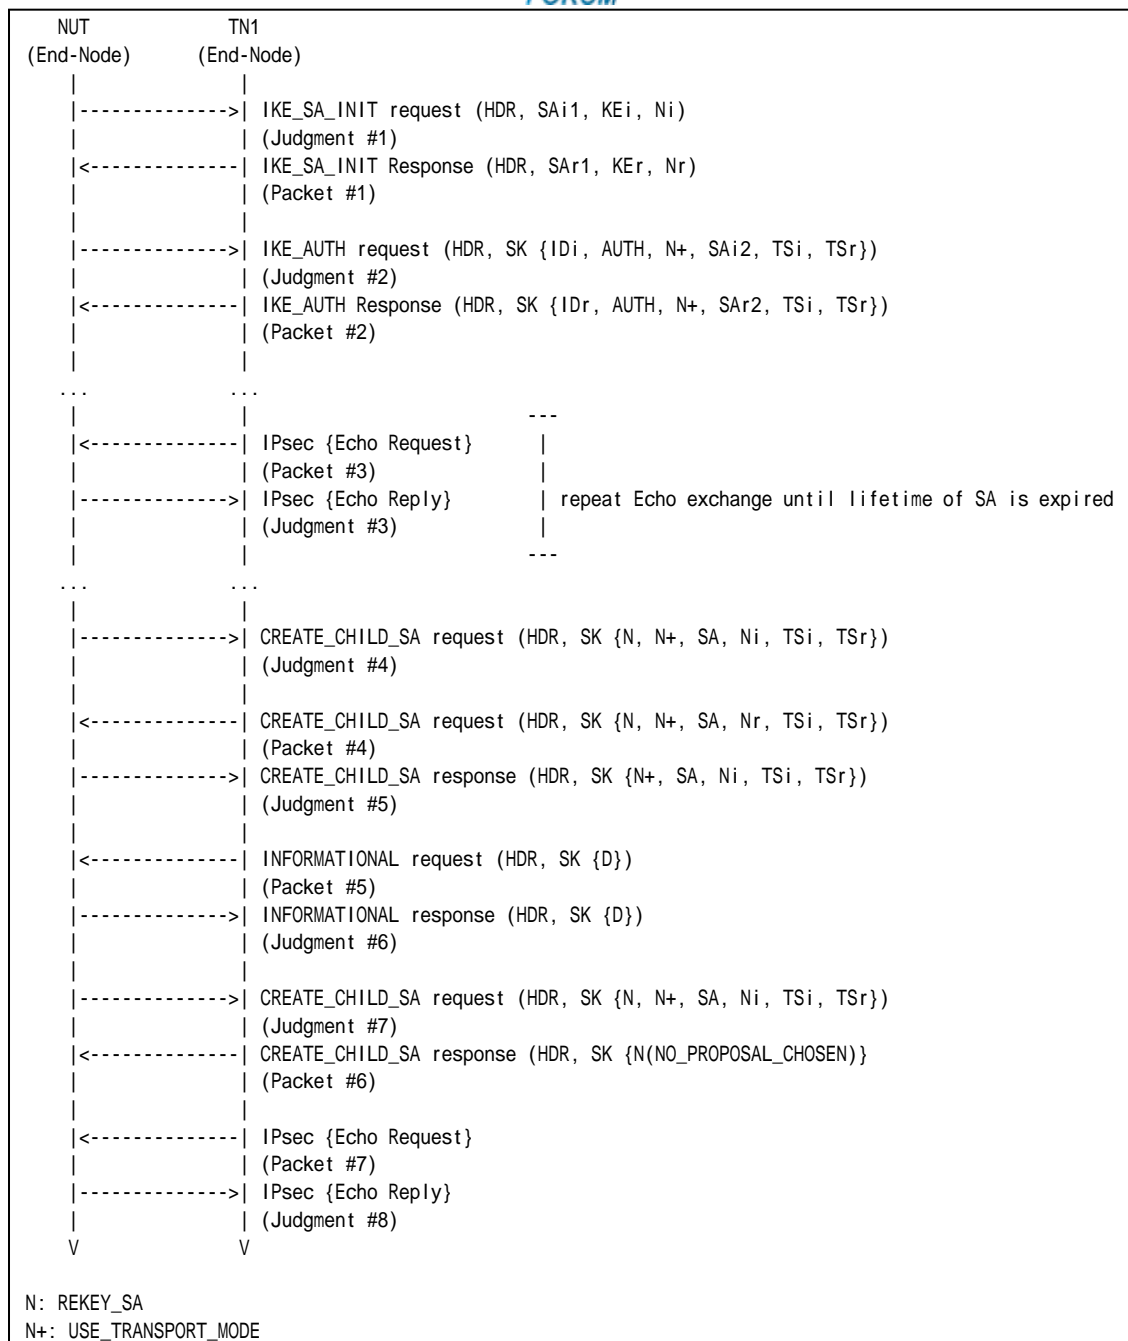 FORUM
NUT TN1
(End-Node) (End-Node)
| |
|-------------->| IKE_SA_INIT request (HDR, SAi1, KEi, Ni)
| | (Judgment #1)
|<--------------| IKE_SA_INIT Response (HDR, SAr1, KEr, Nr)
| | (Packet #1)
| |
|-------------->| IKE_AUTH request (HDR, SK {IDi, AUTH, N+, SAi2, TSi, TSr})
| | (Judgment #2)
|<--------------| IKE_AUTH Response (HDR, SK {IDr, AUTH, N+, SAr2, TSi, TSr})
| | (Packet #2)
| |
... ...
| | ---
|<--------------| IPsec {Echo Request} |
| | (Packet #3) |
|-------------->| IPsec {Echo Reply} | repeat Echo exchange until lifetime of SA is expired
| | (Judgment #3) |
| | ---
... ...
| |
|-------------->| CREATE_CHILD_SA request (HDR, SK {N, N+, SA, Ni, TSi, TSr})
| | (Judgment #4)
| |
|<--------------| CREATE_CHILD_SA request (HDR, SK {N, N+, SA, Nr, TSi, TSr})
| | (Packet #4)
|-------------->| CREATE_CHILD_SA response (HDR, SK {N+, SA, Ni, TSi, TSr})
| | (Judgment #5)
| |
|<--------------| INFORMATIONAL request (HDR, SK {D})
| | (Packet #5)
|-------------->| INFORMATIONAL response (HDR, SK {D})
| | (Judgment #6)
| |
|-------------->| CREATE_CHILD_SA request (HDR, SK {N, N+, SA, Ni, TSi, TSr})
| | (Judgment #7)
|<--------------| CREATE_CHILD_SA response (HDR, SK {N(NO_PROPOSAL_CHOSEN)}
| | (Packet #6)
| |
|<--------------| IPsec {Echo Request}
| | (Packet #7)
|-------------->| IPsec {Echo Reply}
| | (Judgment #8)
V V
N: REKEY_SA
N+: USE_TRANSPORT_MODE